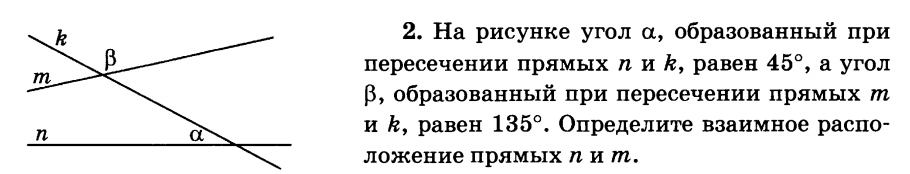 k
β
m
n
α
2. На рисунке угол α, образованный при
пересечении прямых n и k, равен 45°, а угол
β, образованный при пересечении прямых m
и k, равен 135°. Определите взаимное распо-
ложение прямых n и m.